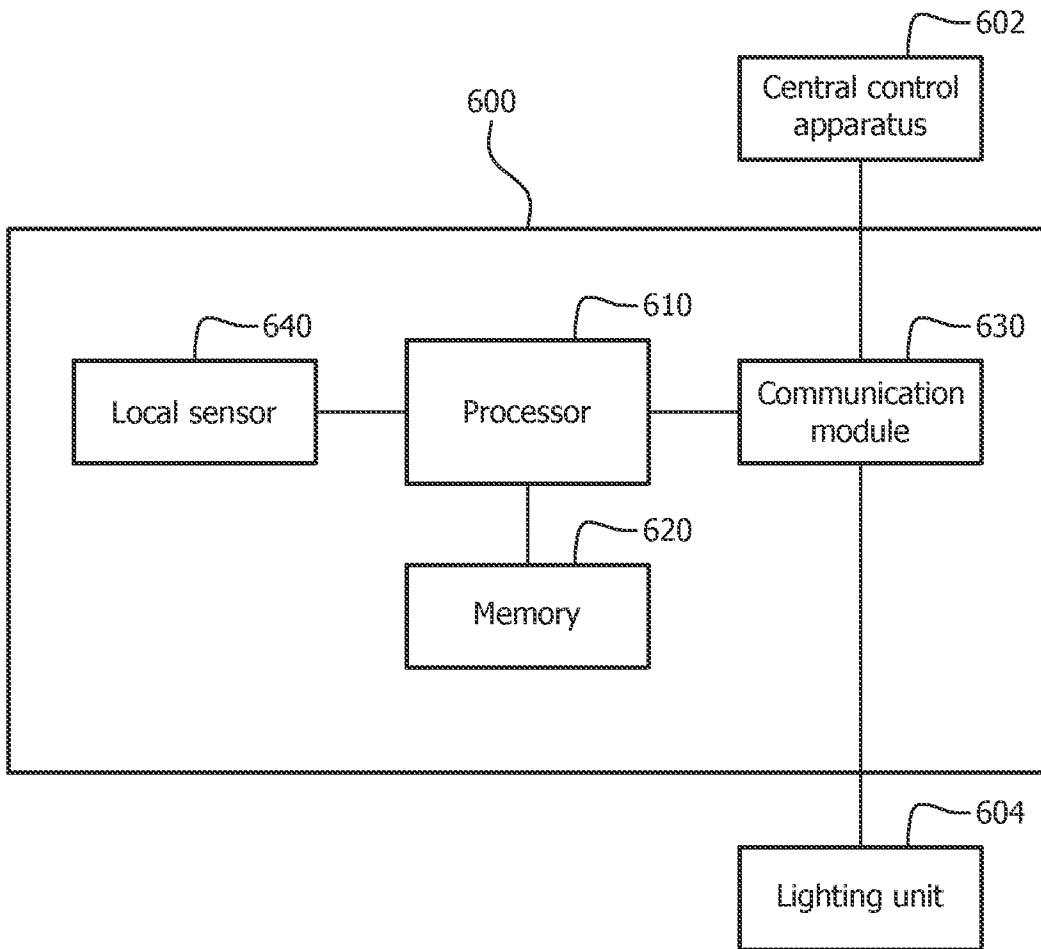 602
Central control
apparatus
600
640
610
630
Local sensor
Processor
Communication
module
620
Memory
604
Lighting unit